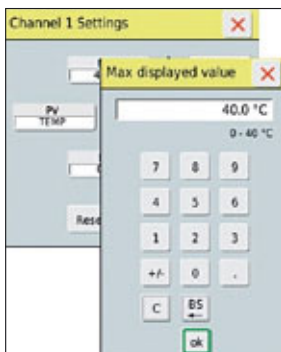 Channel 1 Settings
Max displayed value
40.0 °C
0 - 40 °C
PV
TEMP
7 8 9
4 5 6
1 2 3
+/- 0 .
C BS
ok